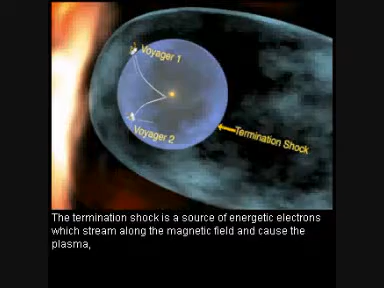 Voyager 1
Voyager 2
Termination Shock
The termination shock is a source of energetic electrons
which stream along the magnetic field and cause the
plasma,